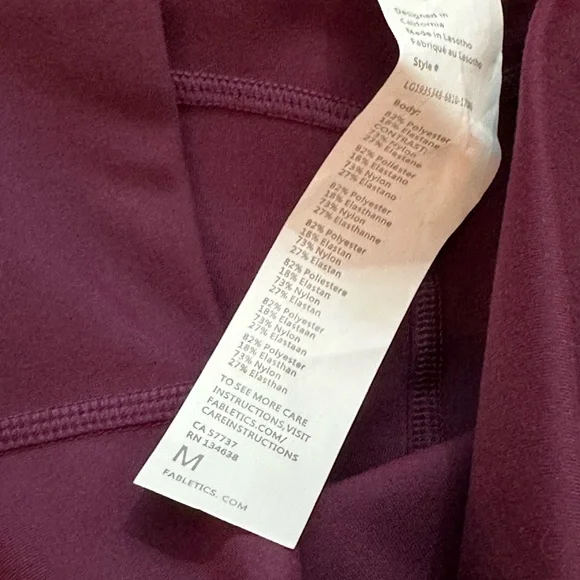 Designed in
California
Made in Lesotho
Fabriqué au Lesotho
Style #
Body:
82% Polyester
18% Elastane
CONTRAST:
73% Nylon
27% Elastane
82% Poliéster
18% Elastano
73% Nylon
27% Elastano
82% Polyester
18% Elasthanne
73% Nylon
27% Elasthanne
82% Polyester
18% Elastan
73% Nylon
27% Elastan
82% Poliestere
18% Elastan
73% Nylon
27% Elastan
82% Polyester
18% Elastaan
73% Nylon
27% Elastaan
82% Polyester
18% Elasthan
73% Nylon
27% Elasthan
TO SEE MORE CARE
INSTRUCTIONS,VISIT
FABLETICS.COM/
CAREINSTRUCTIONS
CA 57737
RN 134638
M
FABLETICS.COM